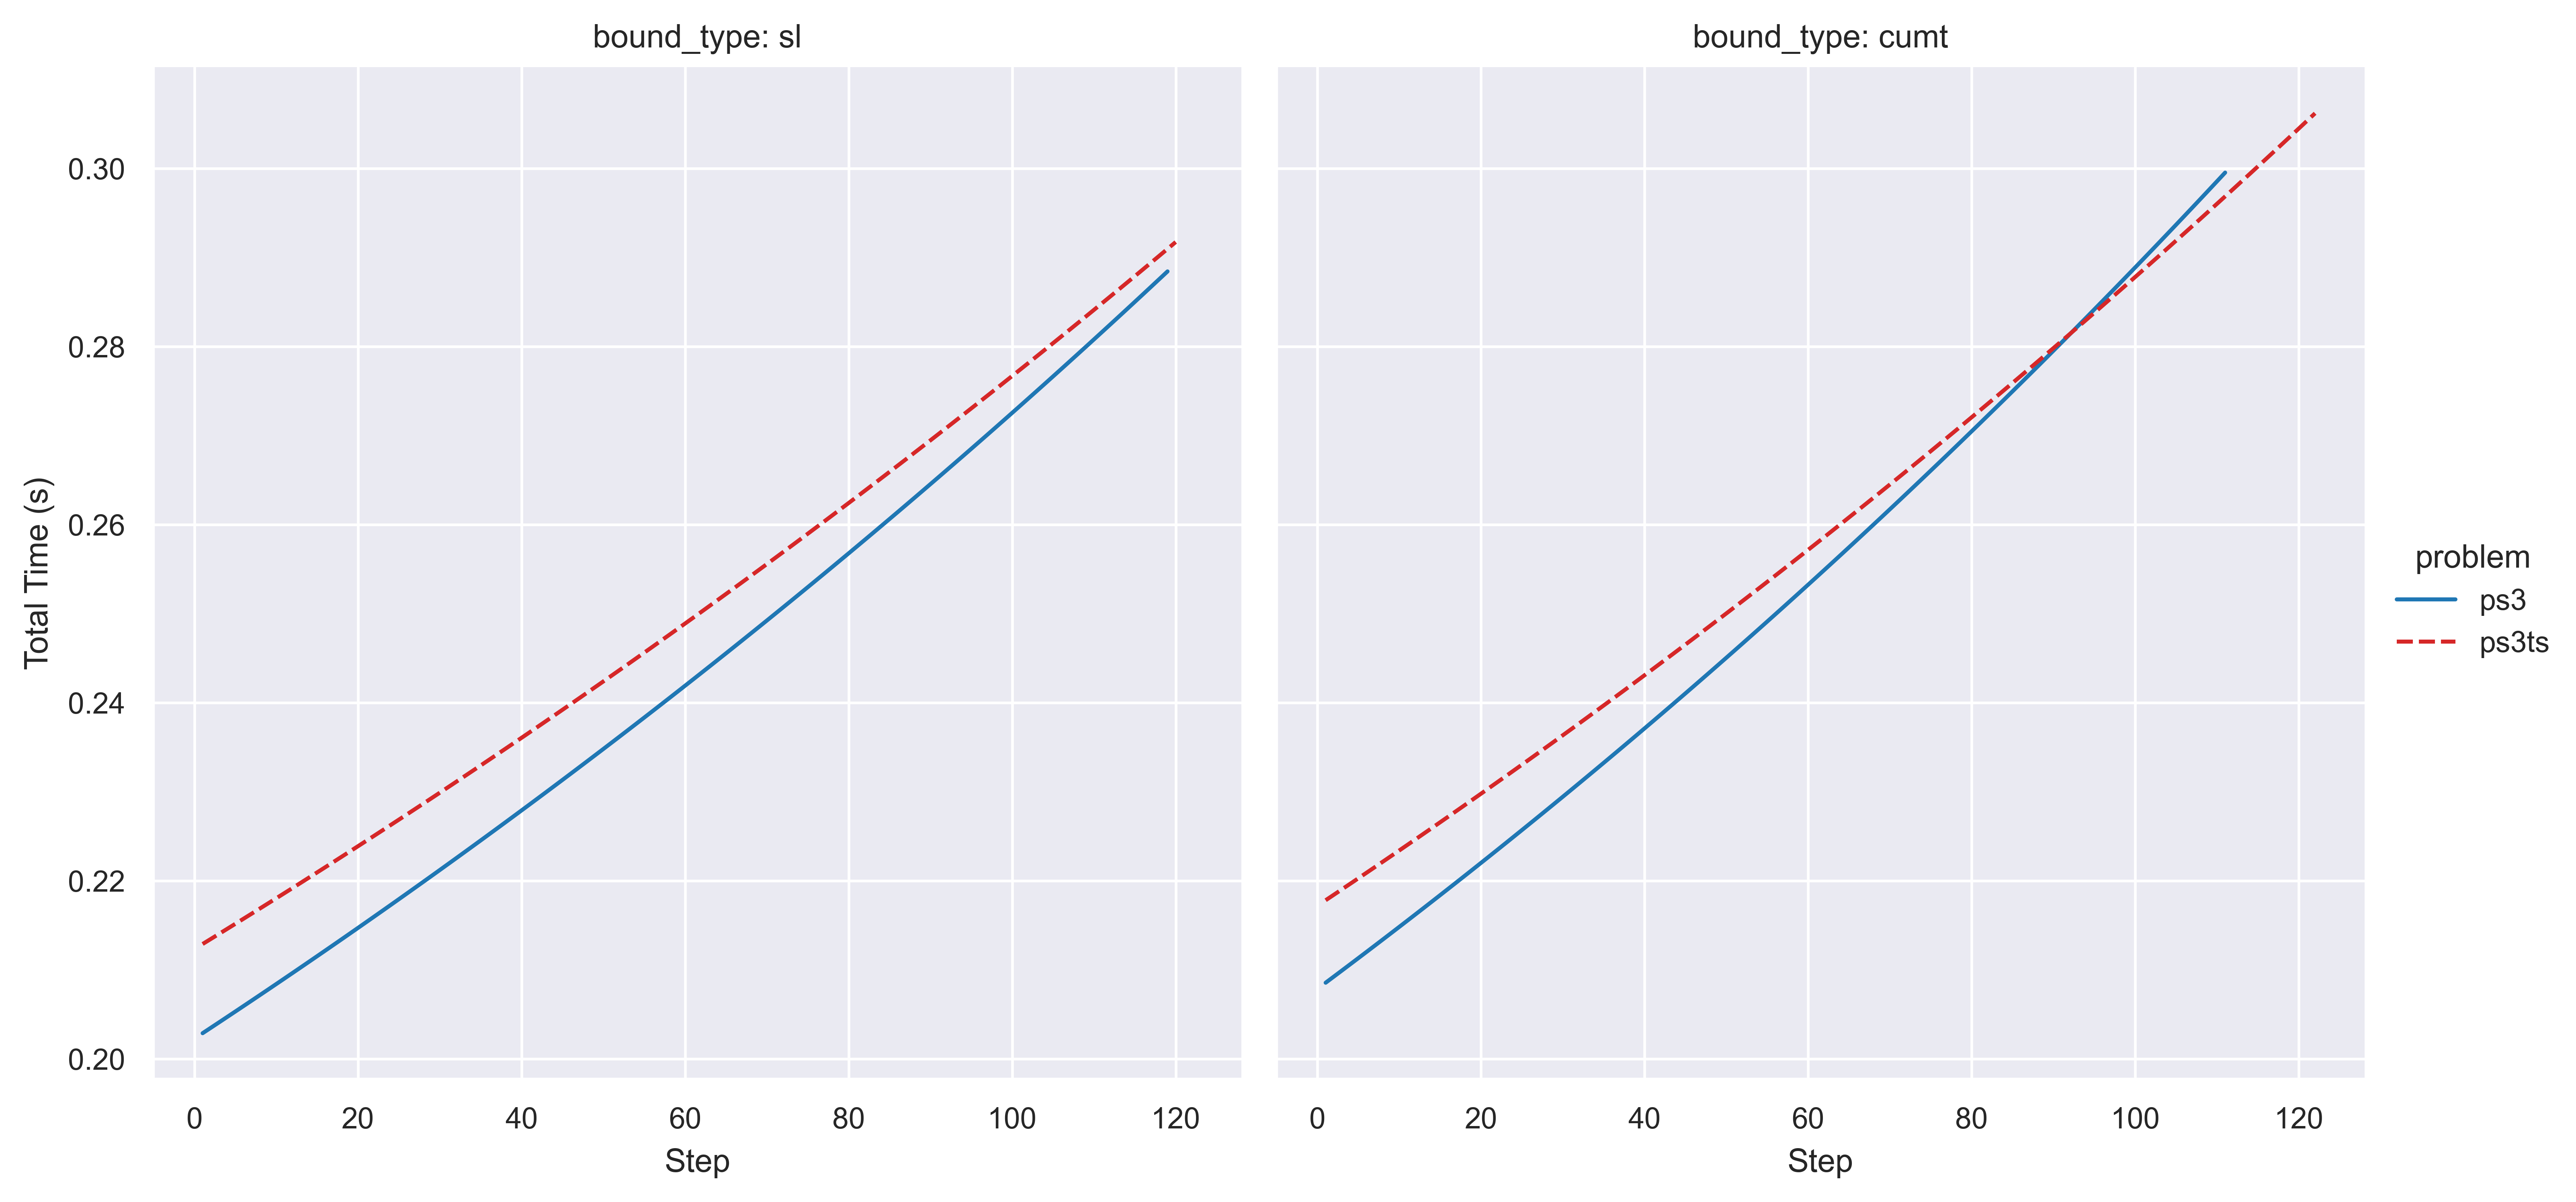 bound_type: sl
bound_type: cumt
0.30
0.28
0.26
0.24
0.22
0.20
Total Time (s)
0 20 40 60 80 100 120
0 20 40 60 80 100 120
Step
Step
problem
ps3
ps3ts